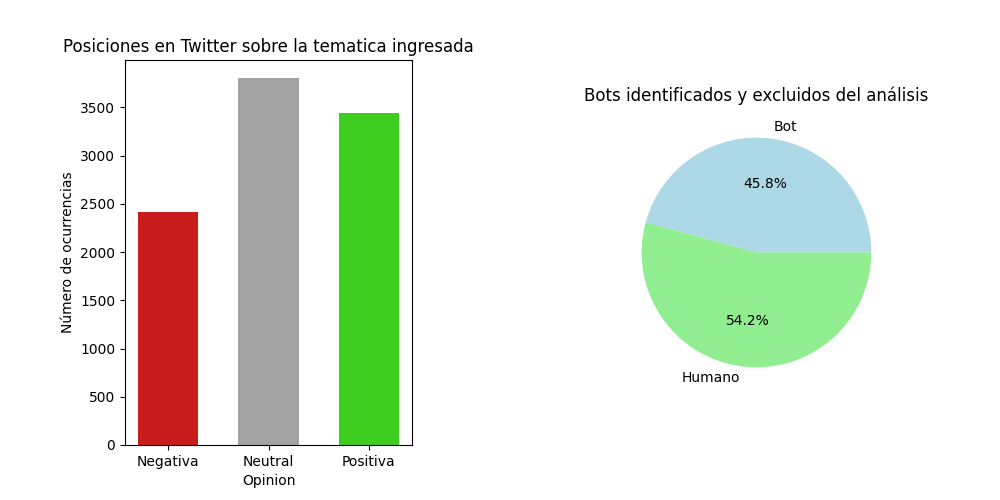 Posiciones en Twitter sobre la tematica ingresada
Número de ocurrencias
3500
3000
2500
2000
1500
1000
500
0
Negativa
Neutral
Positiva
Opinion
Bots identificados y excluidos del análisis
Bot
45.8%
54.2%
Humano